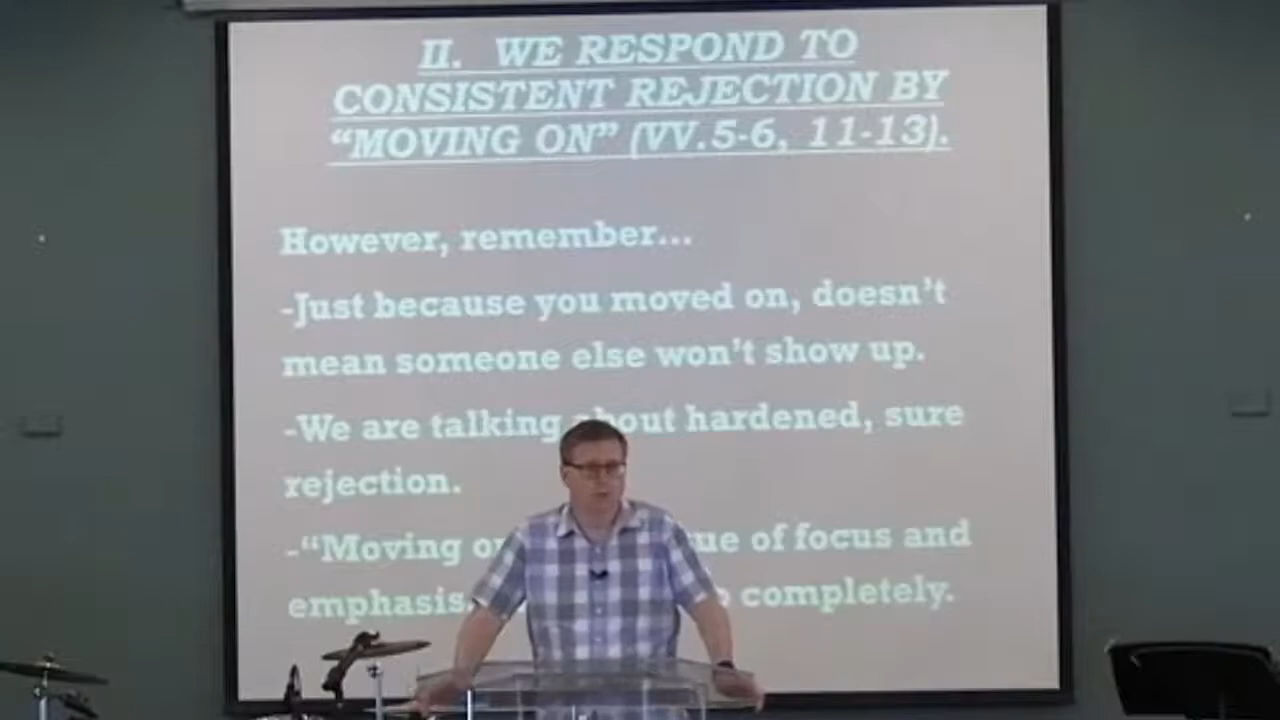 II. WE RESPOND TO
CONSISTENT REJECTION BY
“MOVING ON” (VV.5-6, 11-13).
However, remember...
-Just because you moved on, doesn’t
mean someone else won’t show up.
-We are talking about hardened, sure
rejection.
-“Moving of focus and
emphasis completely.